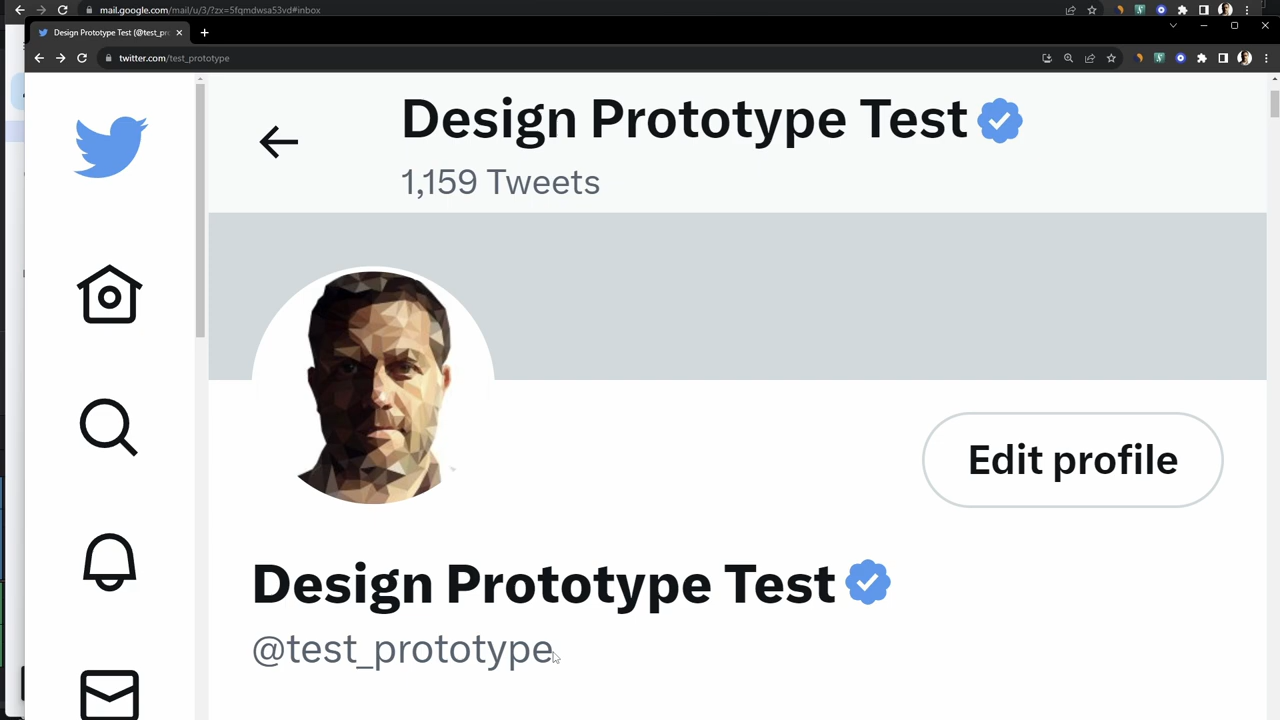 mail.google.com/mail/u/3/?zx=5fqmdwsa53vd#inbox
Design Prototype Test (@test_pr
twitter.com/test_prototype
Design Prototype Test
1,159 Tweets
Edit profile
Design Prototype Test
@test_prototype